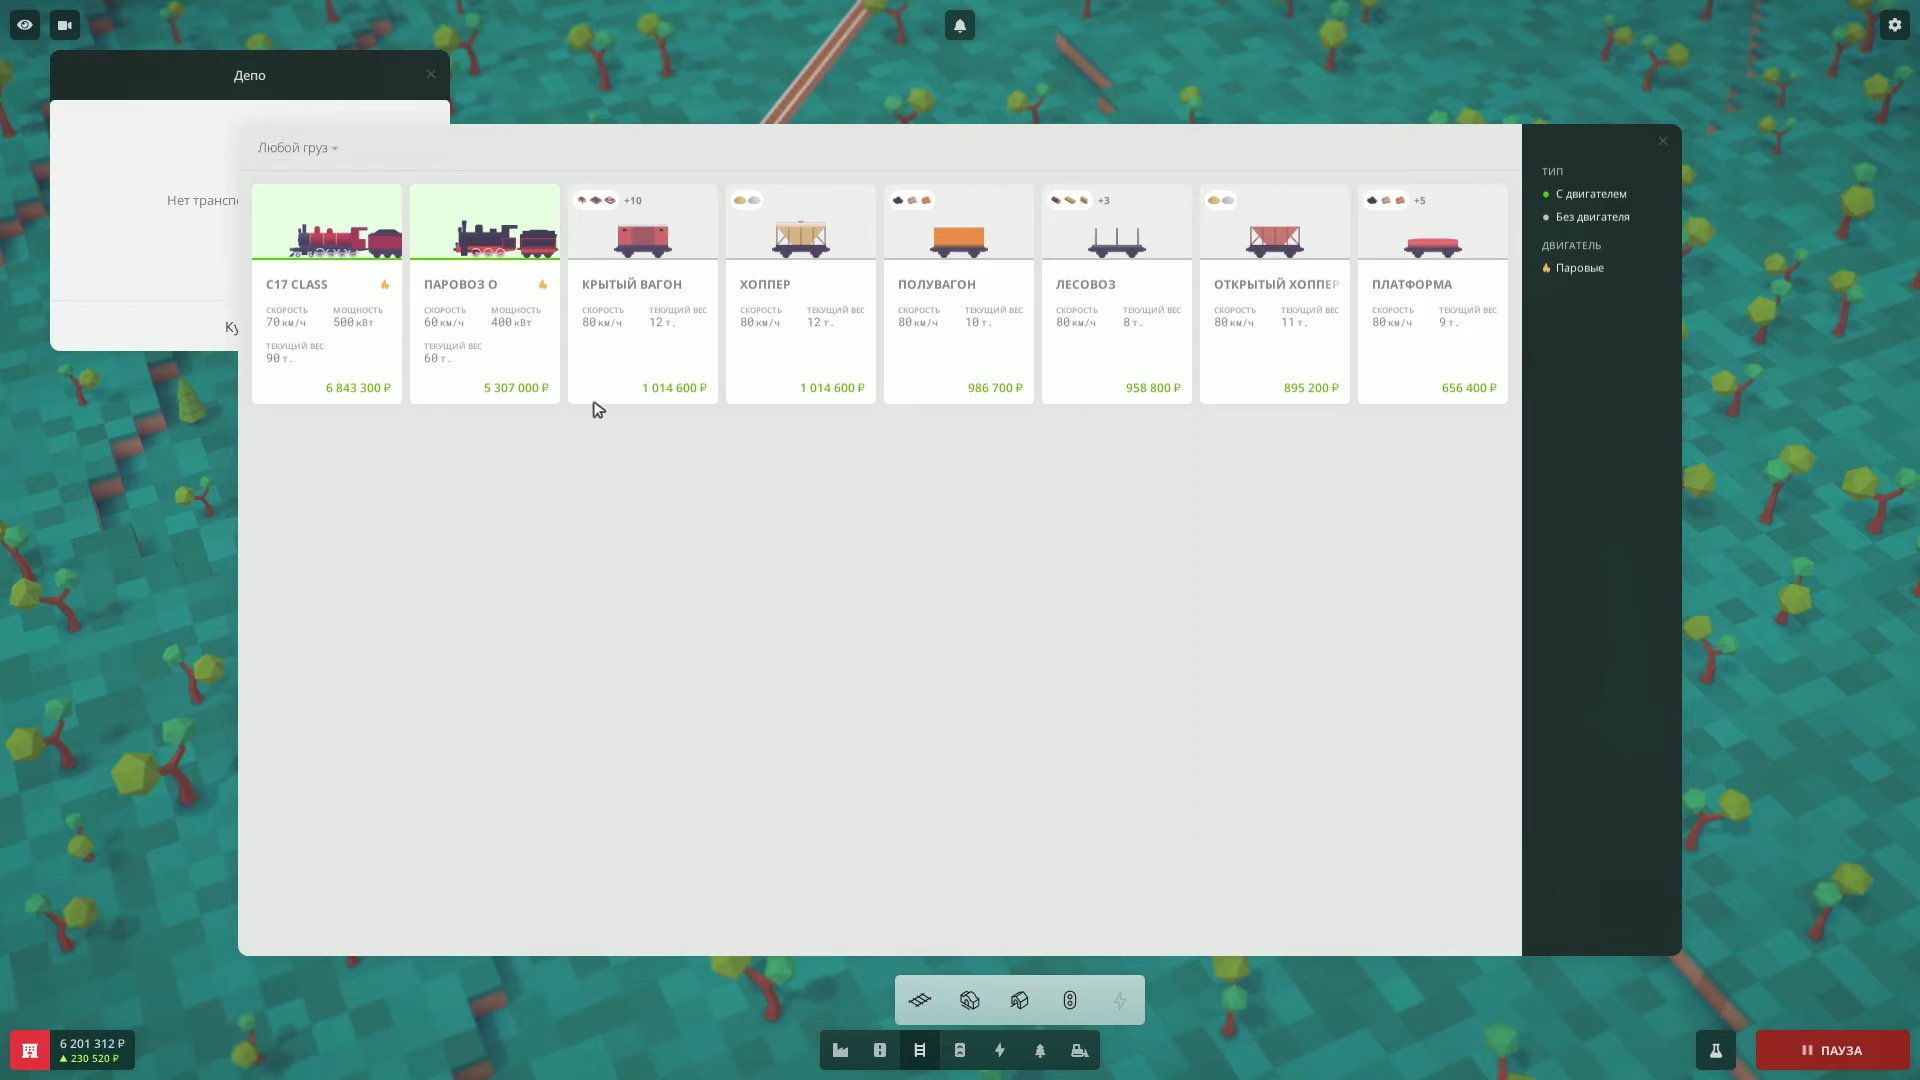 Депо
Нет трансп
Ку
Любой груз
C17 CLASS
СКОРОСТЬ
70 км/ч
МОЩНОСТЬ
500 кВт
ТЕКУЩИЙ ВЕС
90 т.
6 843 300 ₽
ПАРОВОЗ О
СКОРОСТЬ
60 км/ч
МОЩНОСТЬ
400 кВт
ТЕКУЩИЙ ВЕС
60 т.
5 307 000 ₽
+10
КРЫТЫЙ ВАГОН
СКОРОСТЬ
80 км/ч
ТЕКУЩИЙ ВЕС
12 т.
1 014 600 ₽
ХОППЕР
СКОРОСТЬ
80 км/ч
ТЕКУЩИЙ ВЕС
12 т.
1 014 600 ₽
ПОЛУВАГОН
СКОРОСТЬ
80 км/ч
ТЕКУЩИЙ ВЕС
10 т.
986 700 ₽
+3
ЛЕСОВОЗ
СКОРОСТЬ
80 км/ч
ТЕКУЩИЙ ВЕС
8 т.
958 800 ₽
ОТКРЫТЫЙ ХОППЕР
СКОРОСТЬ
80 км/ч
ТЕКУЩИЙ ВЕС
11 т.
895 200 ₽
+5
ПЛАТФОРМА
СКОРОСТЬ
80 км/ч
ТЕКУЩИЙ ВЕС
9 т.
656 400 ₽
ТИП
С двигателем
Без двигателя
ДВИГАТЕЛЬ
Паровые
6 201 312 ₽
▲ 230 520 ₽
ПАУЗА